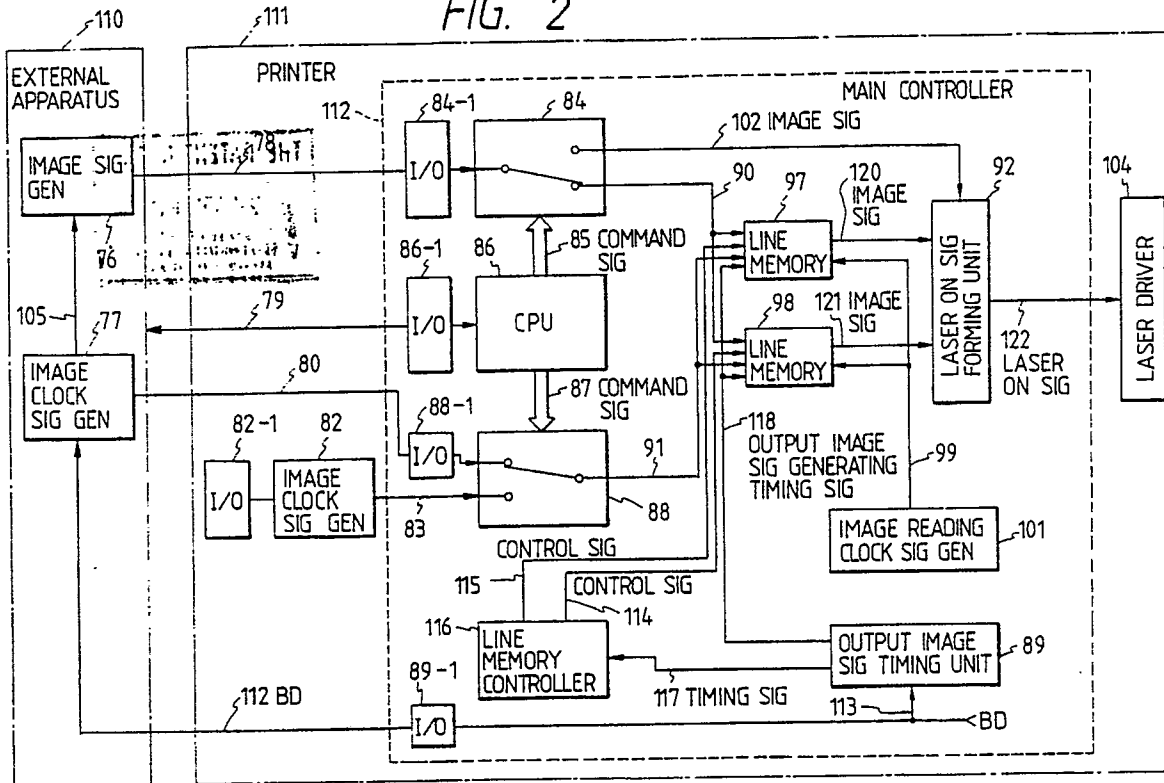 FIG. 2
110
111
EXTERNAL
APPARATUS
PRINTER
112
MAIN CONTROLLER
84-1
84
102 IMAGE SIG
IMAGE SIG
GEN
78
I/O
90
97
120
IMAGE
SIG
92
104
76
86-1
86
85 COMMAND
SIG
LINE
MEMORY
105
77
79
I/O
CPU
98
121 IMAGE
SIG
LINE
MEMORY
LASER ON SIG
FORMING UNIT
122
LASER
ON SIG
LASER DRIVER
IMAGE
CLOCK
SIG GEN
80
88-1
87 COMMAND
SIG
118
OUTPUT IMAGE
SIG GENERATING
TIMING SIG
99
82-1
82
I/O
91
I/O
IMAGE
CLOCK
SIG GEN
83
88
IMAGE READING
CLOCK SIG GEN
101
CONTROL SIG
115
CONTROL SIG
114
116
LINE
MEMORY
CONTROLLER
OUTPUT IMAGE
SIG TIMING UNIT
89
117 TIMING SIG
89-1
112 BD
I/O
113
BD